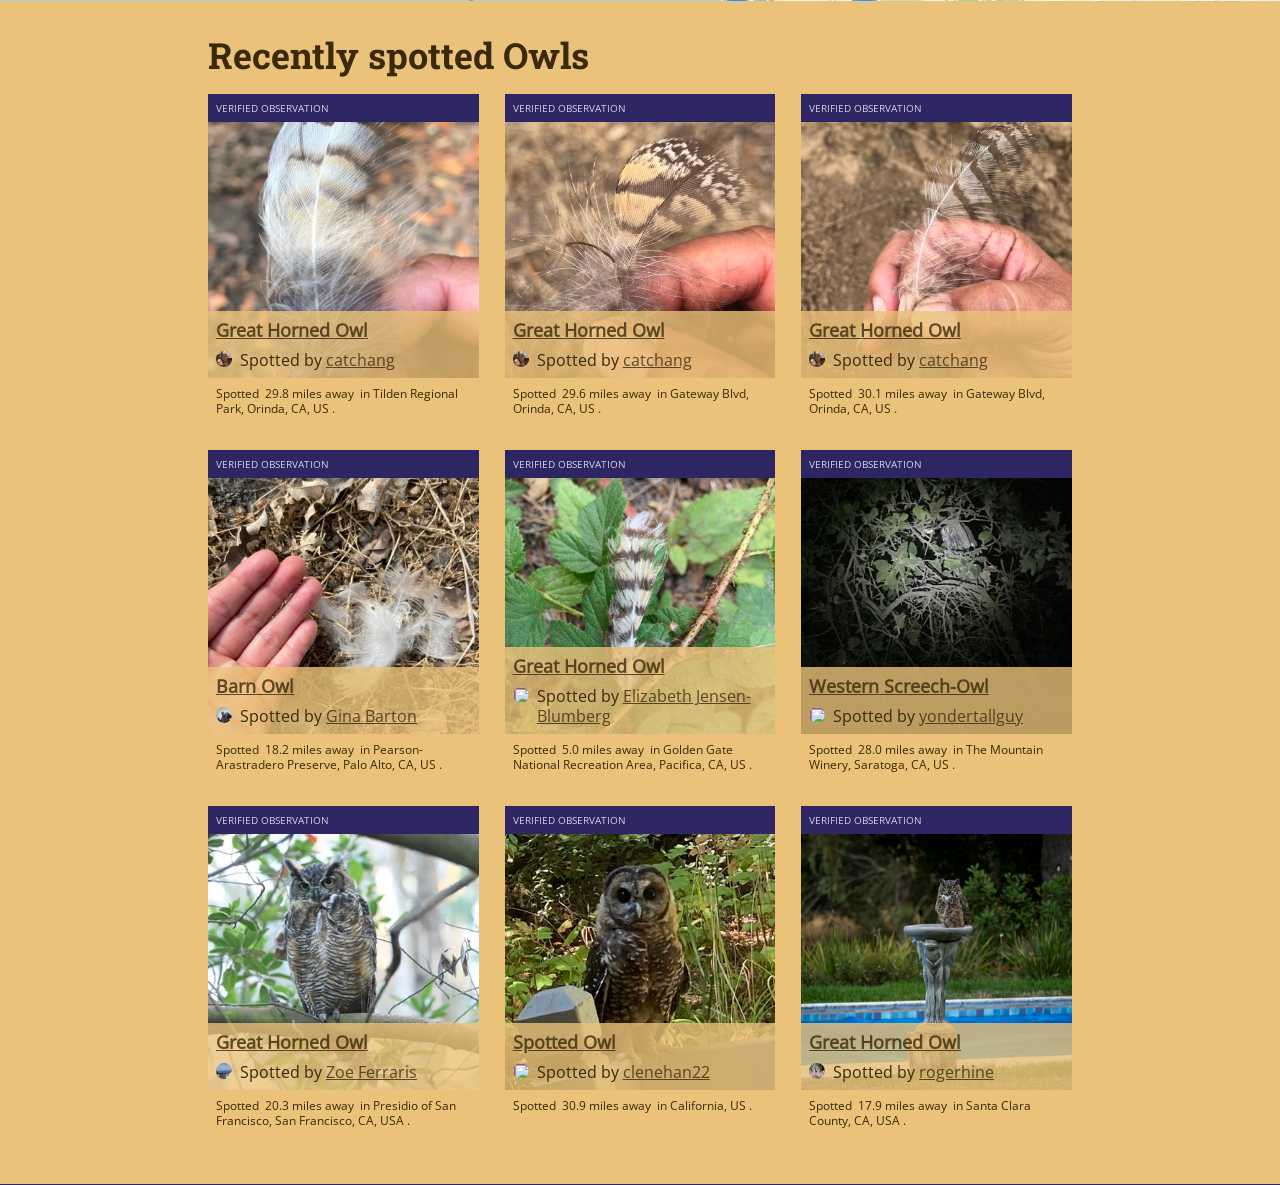 Recently spotted Owls
VERIFIED OBSERVATION
Great Horned Owl
Spotted by catchang
Spotted 29.8 miles away in Tilden Regional
Park, Orinda, CA, US .
VERIFIED OBSERVATION
Great Horned Owl
Spotted by catchang
Spotted 29.6 miles away in Gateway Blvd,
Orinda, CA, US .
VERIFIED OBSERVATION
Great Horned Owl
Spotted by catchang
Spotted 30.1 miles away in Gateway Blvd,
Orinda, CA, US .
VERIFIED OBSERVATION
Barn Owl
Spotted by Gina Barton
Spotted 18.2 miles away in Pearson-
Arastradero Preserve, Palo Alto, CA, US .
VERIFIED OBSERVATION
Great Horned Owl
Spotted by Elizabeth Jensen-
Blumberg
Spotted 5.0 miles away in Golden Gate
National Recreation Area, Pacifica, CA, US .
VERIFIED OBSERVATION
Western Screech-Owl
Spotted by yondertallguy
Spotted 28.0 miles away in The Mountain
Winery, Saratoga, CA, US .
VERIFIED OBSERVATION
Great Horned Owl
Spotted by Zoe Ferraris
Spotted 20.3 miles away in Presidio of San
Francisco, San Francisco, CA, USA .
VERIFIED OBSERVATION
Spotted Owl
Spotted by clenehan22
Spotted 30.9 miles away in California, US .
VERIFIED OBSERVATION
Great Horned Owl
Spotted by rogerhine
Spotted 17.9 miles away in Santa Clara
County, CA, USA .